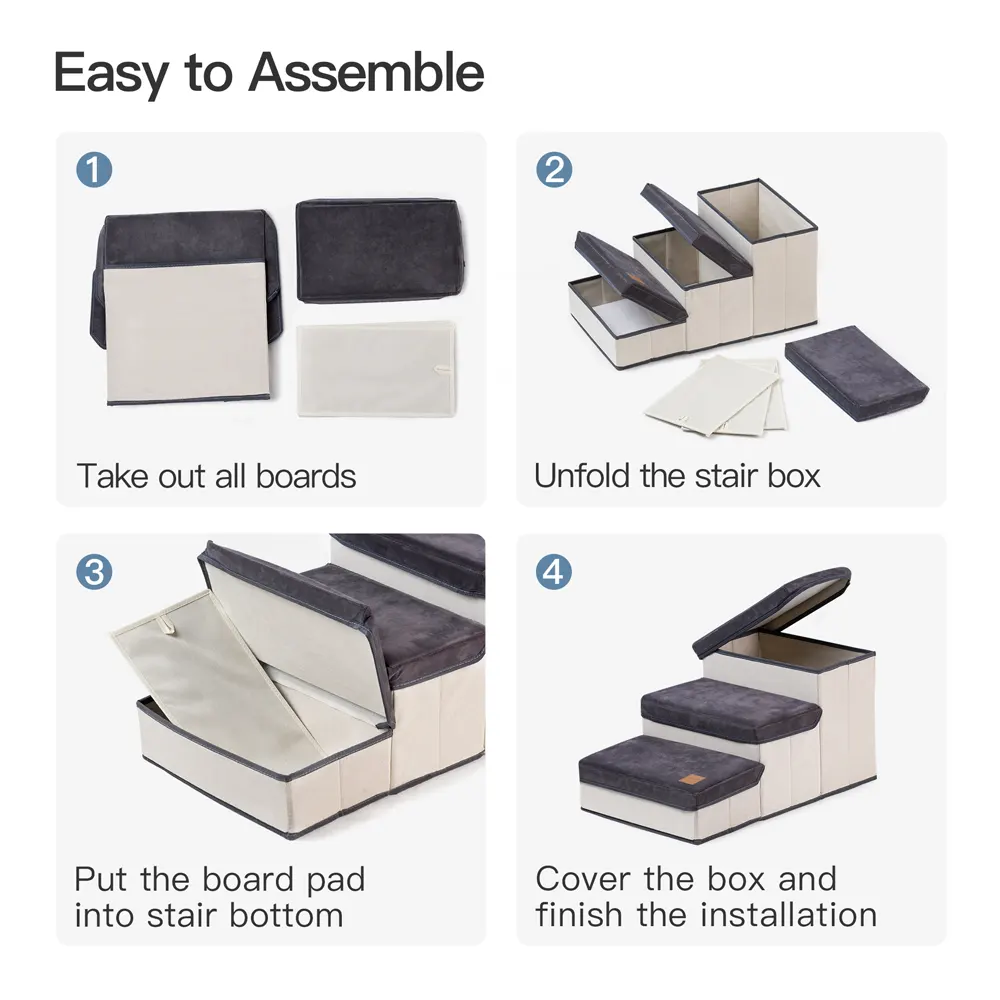 Easy to Assemble
1
Take out all boards
2
Unfold the stair box
3
Put the board pad
into stair bottom
4
Cover the box and
finish the installation